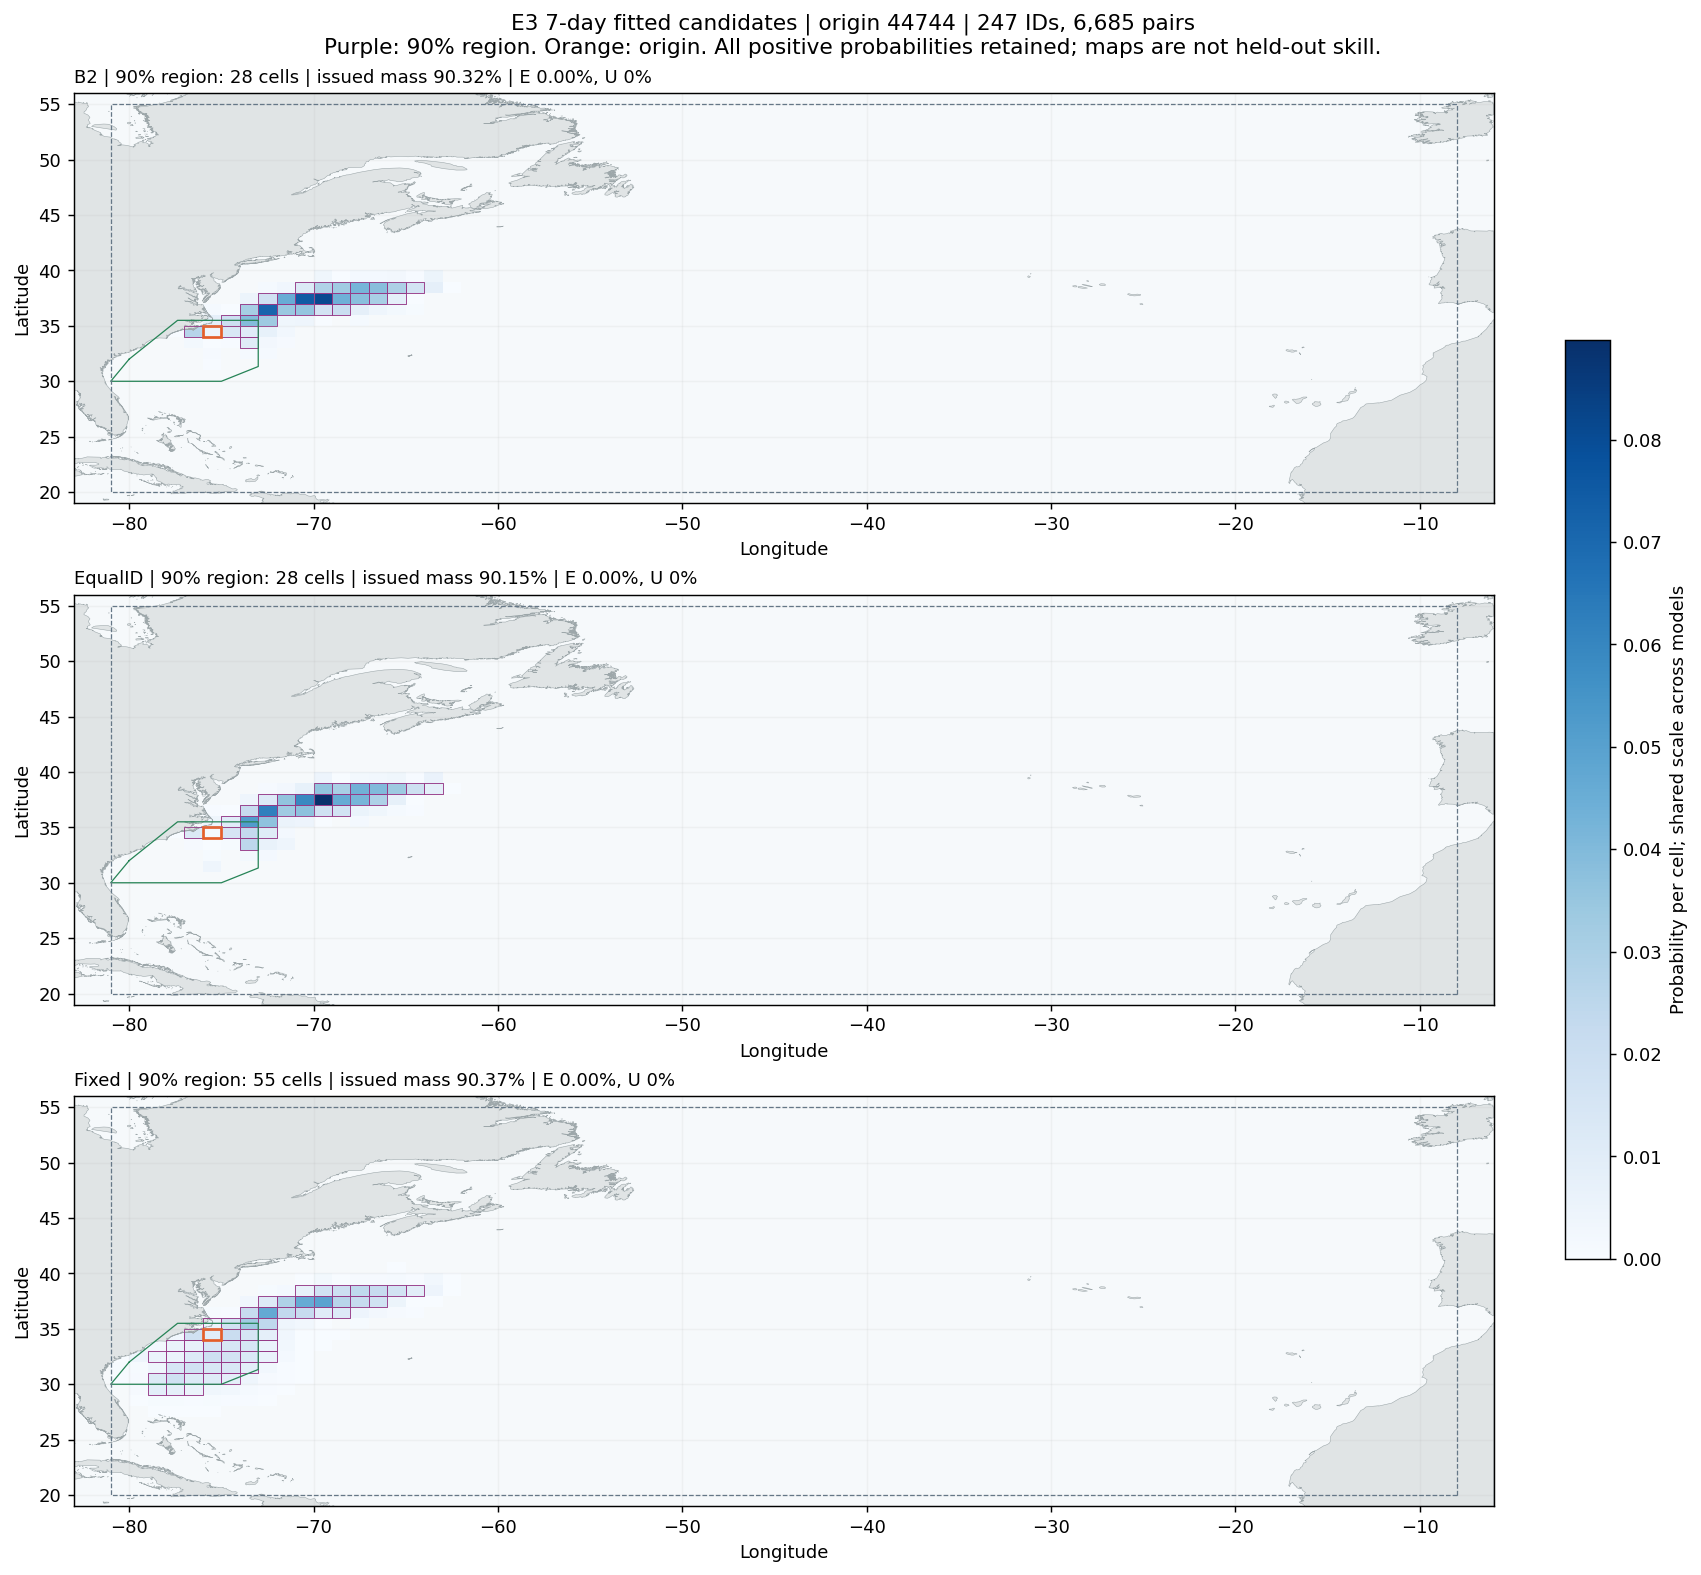 E3 7-day fitted candidates | origin 44744 | 247 IDs, 6,685 pairs
Purple: 90% region. Orange: origin. All positive probabilities retained; maps are not held-out skill.
B2 | 90% region: 28 cells | issued mass 90.32% | E 0.00%, U 0%
55
50
45
40
35
30
25
20
Latitude
−80 −70 −60 −50 −40 −30 −20 −10
Longitude
EqualID | 90% region: 28 cells | issued mass 90.15% | E 0.00%, U 0%
55
50
45
40
35
30
25
20
Latitude
−80 −70 −60 −50 −40 −30 −20 −10
Longitude
Fixed | 90% region: 55 cells | issued mass 90.37% | E 0.00%, U 0%
55
50
45
40
35
30
25
20
Latitude
−80 −70 −60 −50 −40 −30 −20 −10
Longitude
0.08
0.07
0.06
0.05
0.04
0.03
0.02
0.01
0.00
Probability per cell; shared scale across models